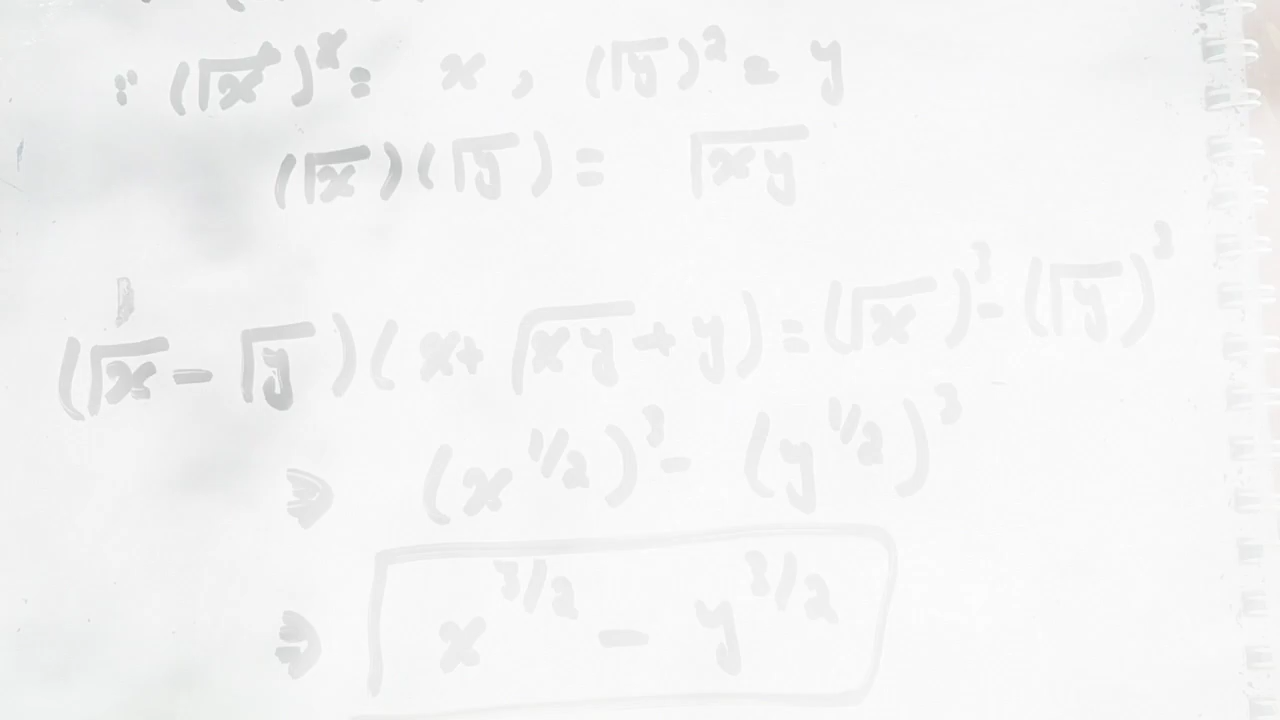 ∵ (√x)² = x , (√y)² = y
(√x)(√y) = √xy
(√x - √y)(x + √xy + y) = (√x)³ - (√y)³
⇒ (x^1/2)³ - (y^1/2)³
⇒ x^3/2 - y^3/2